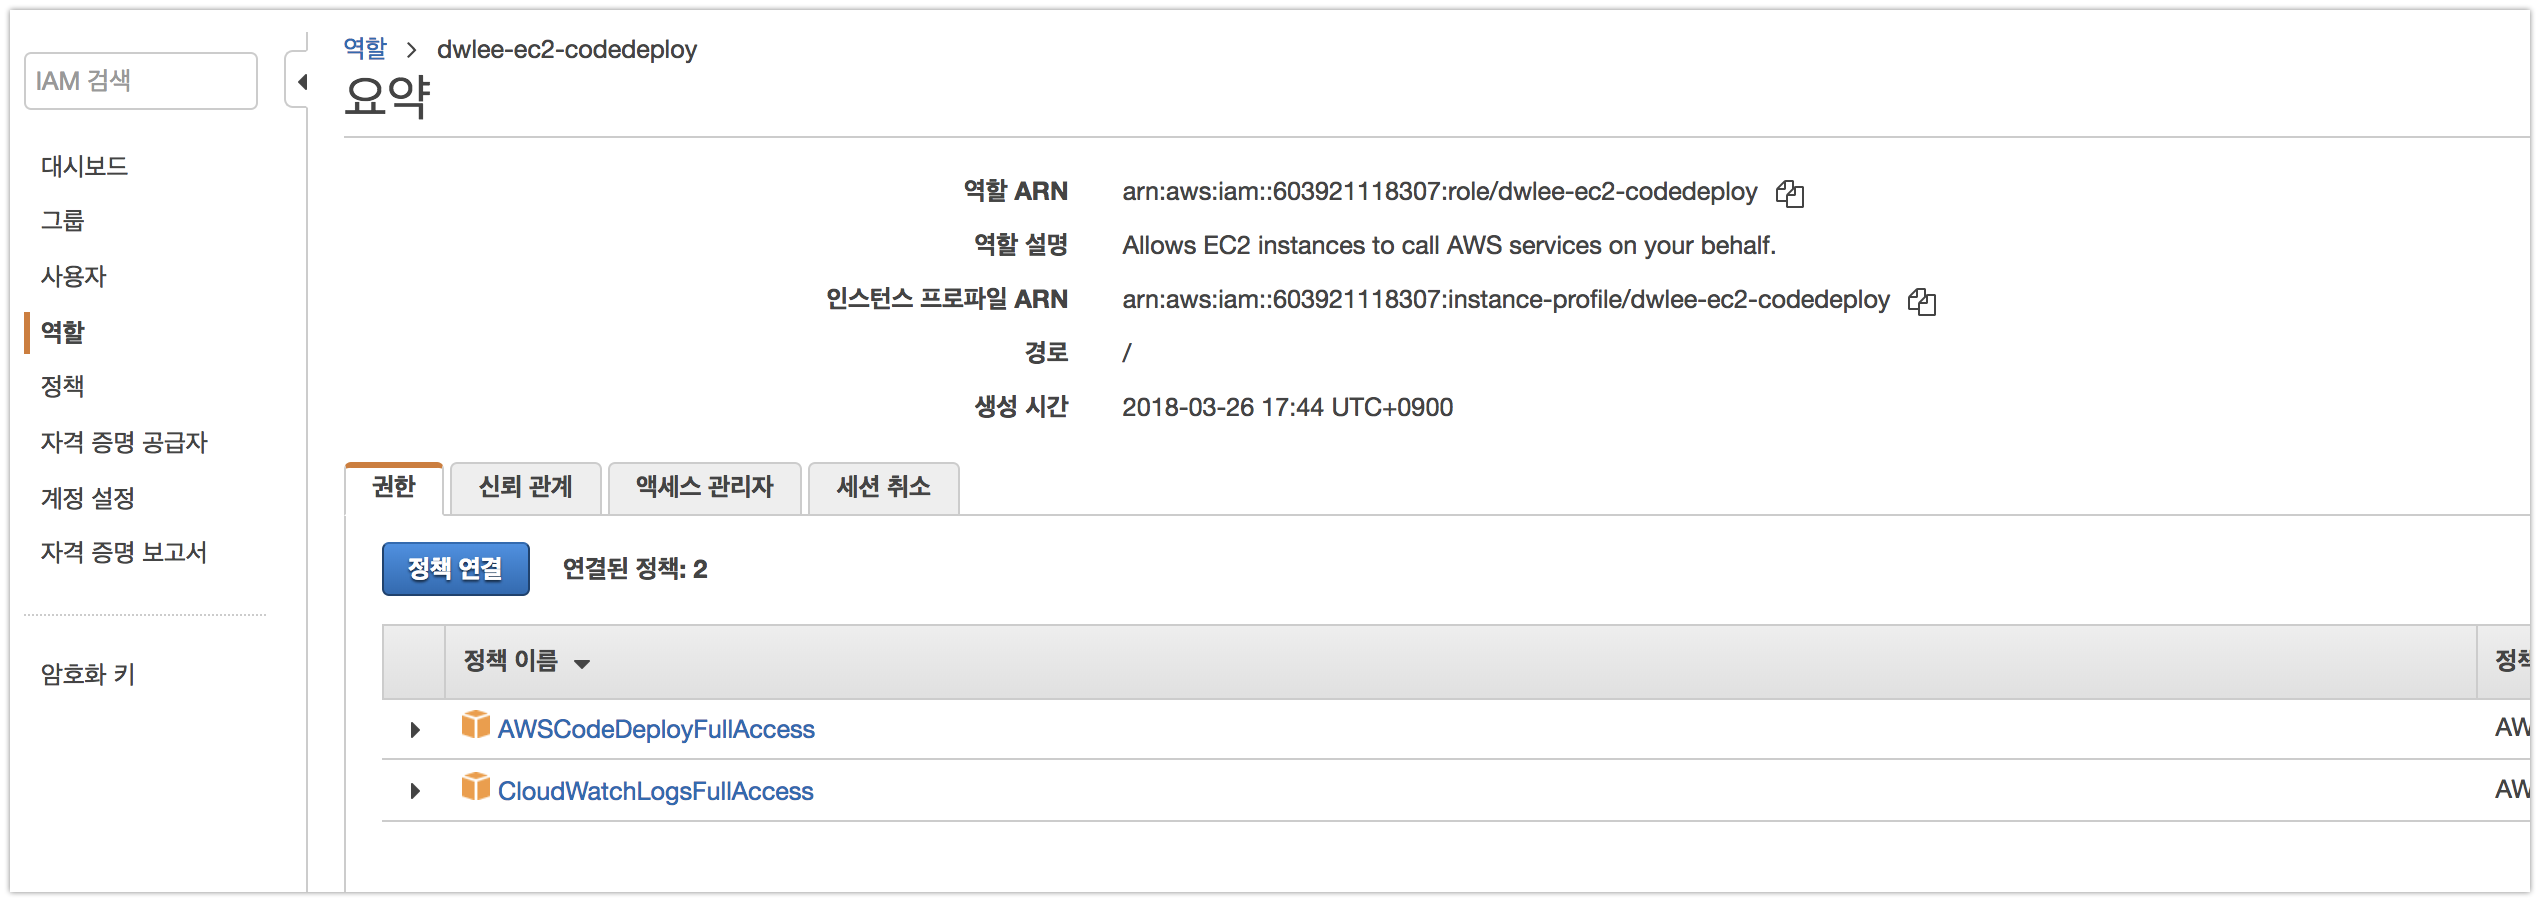 IAM 검색
대시보드
그룹
사용자
역할
정책
자격 증명 공급자
계정 설정
자격 증명 보고서
암호화 키
역할 > dwlee-ec2-codedeploy
요약
역할 ARN arn:aws:iam::603921118307:role/dwlee-ec2-codedeploy
역할 설명 Allows EC2 instances to call AWS services on your behalf.
인스턴스 프로파일 ARN arn:aws:iam::603921118307:instance-profile/dwlee-ec2-codedeploy
경로 /
생성 시간 2018-03-26 17:44 UTC+0900
권한 신뢰 관계 액세스 관리자 세션 취소
정책 연결 연결된 정책: 2
정책 이름 정책
AWSCodeDeployFullAccess AW
CloudWatchLogsFullAccess AW